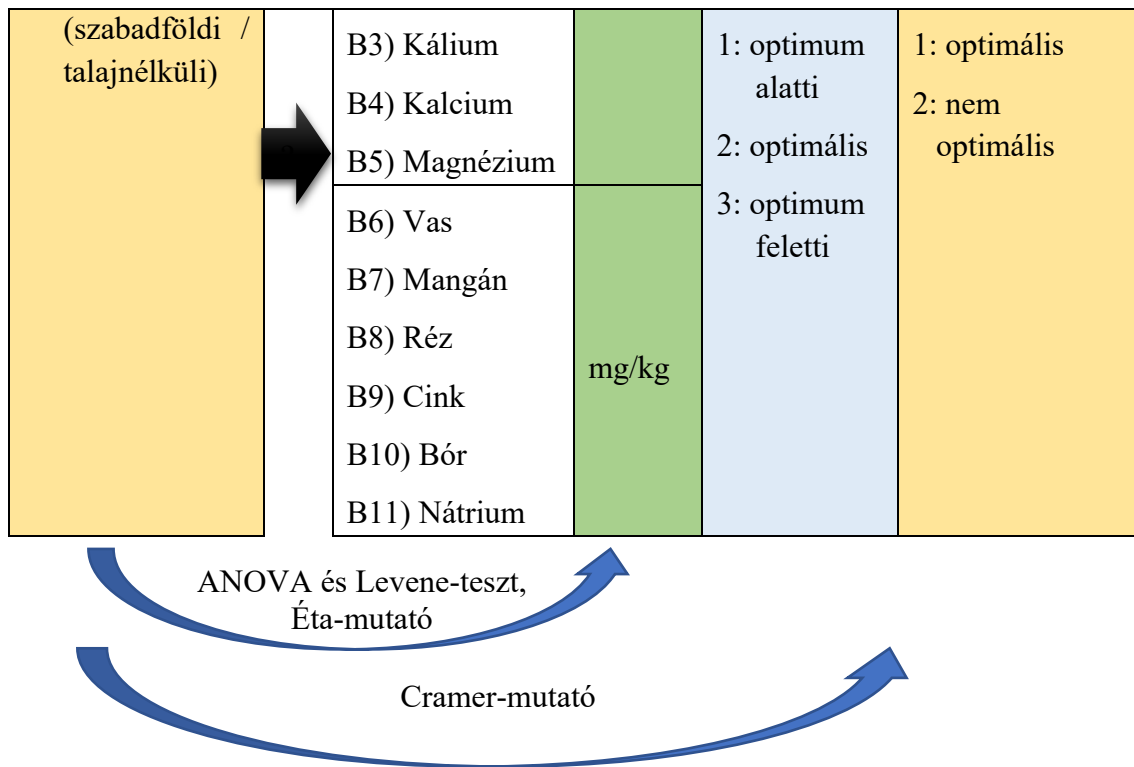 (szabadföldi /
talajnélküli)
B3) Kálium
B4) Kalcium
B5) Magnézium
B6) Vas
B7) Mangán
B8) Réz
B9) Cink
B10) Bór
B11) Nátrium
mg/kg
1: optimum
alatti
2: optimális
3: optimum
feletti
1: optimális
2: nem
optimális
ANOVA és Levene-teszt,
Éta-mutató
Cramer-mutató